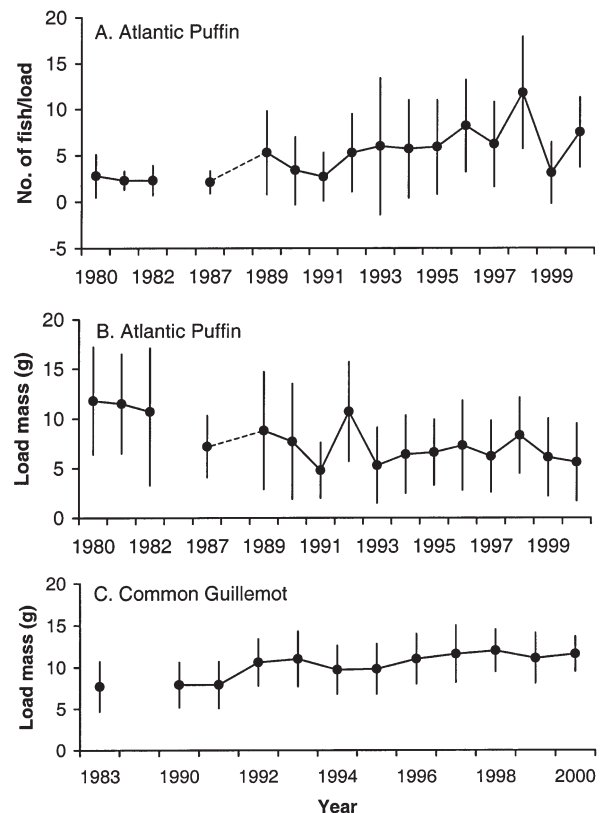 A. Atlantic Puffin
No. of fish/load
20
15
10
5
0
-5
1980 1982 1987 1989 1991 1993 1995 1997 1999
B. Atlantic Puffin
Load mass (g)
20
15
10
5
0
1980 1982 1987 1989 1991 1993 1995 1997 1999
C. Common Guillemot
Load mass (g)
20
15
10
5
0
1983 1990 1992 1994 1996 1998 2000
Year